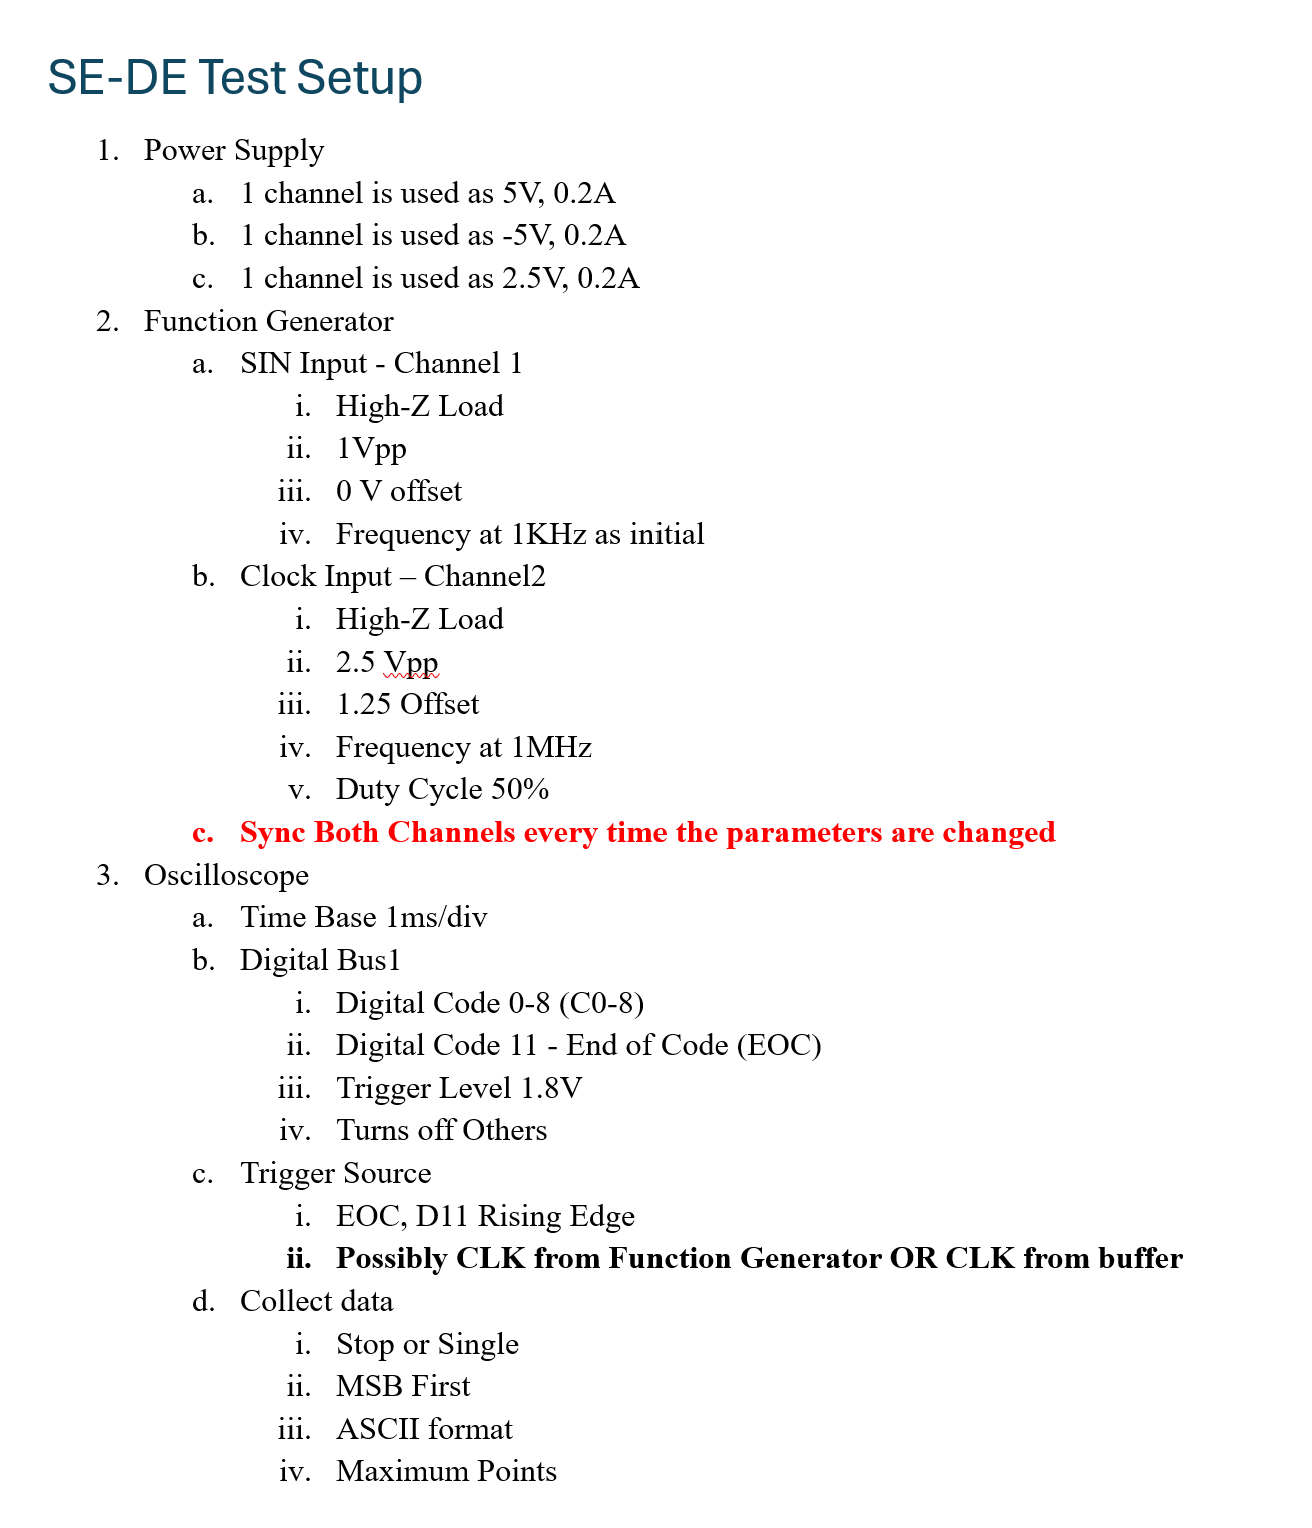 SE-DE Test Setup
1. Power Supply
a. 1 channel is used as 5V, 0.2A
b. 1 channel is used as -5V, 0.2A
c. 1 channel is used as 2.5V, 0.2A
2. Function Generator
a. SIN Input - Channel 1
i. High-Z Load
ii. 1Vpp
iii. 0 V offset
iv. Frequency at 1KHz as initial
b. Clock Input – Channel2
i. High-Z Load
ii. 2.5 Vpp
iii. 1.25 Offset
iv. Frequency at 1MHz
v. Duty Cycle 50%
c. Sync Both Channels every time the parameters are changed
3. Oscilloscope
a. Time Base 1ms/div
b. Digital Bus1
i. Digital Code 0-8 (C0-8)
ii. Digital Code 11 - End of Code (EOC)
iii. Trigger Level 1.8V
iv. Turns off Others
c. Trigger Source
i. EOC, D11 Rising Edge
ii. Possibly CLK from Function Generator OR CLK from buffer
d. Collect data
i. Stop or Single
ii. MSB First
iii. ASCII format
iv. Maximum Points